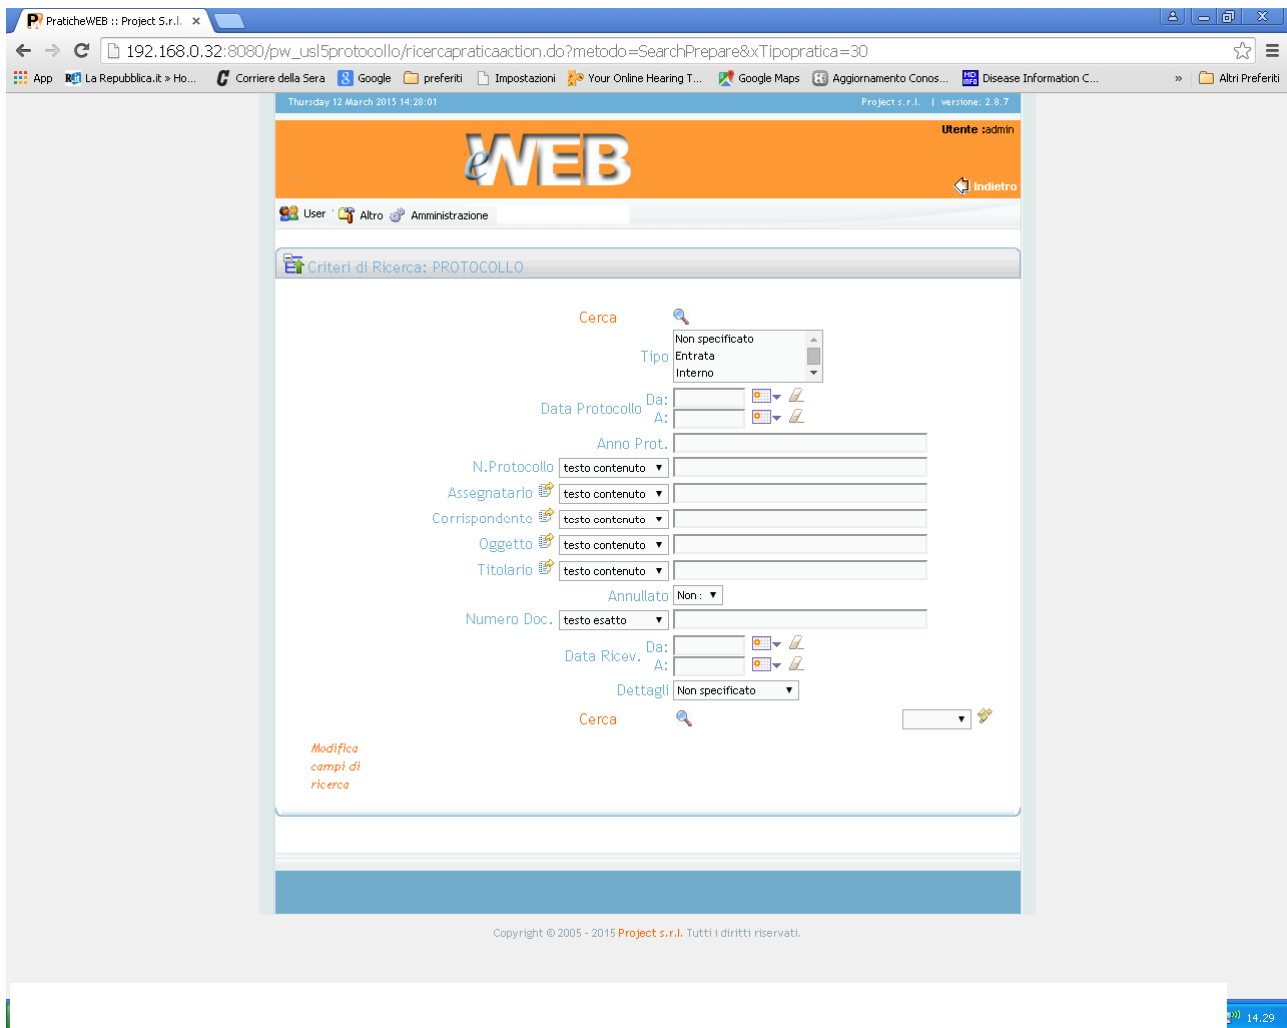 PraticheWEB :: Project S.r.l.
192.168.0.32:8080/pw_usl5protocollo/ricercapraticaaction.do?metodo=SearchPrepare&xTipopratica=30
App La Repubblica.it » Ho... Corriere della Sera Google preferiti Impostazioni Your Online Hearing T... Google Maps Aggiornamento Conos... Disease Information C... » Altri Preferiti
Thursday 12 March 2015 14:28:01 Project s.r.l. | versione: 2.8.7
Utente :admin
eWEB
Indietro
User Altro Amministrazione
Criteri di Ricerca: PROTOCOLLO
Cerca
Non specificato
Tipo Entrata
Interno
Da:
Data Protocollo
A:
Anno Prot.
N.Protocollo testo contenuto
Assegnatario testo contenuto
Corrispondente testo contenuto
Oggetto testo contenuto
Titolario testo contenuto
Annullato Non :
Numero Doc. testo esatto
Da:
Data Ricev.
A:
Dettagli Non specificato
Cerca
Modifica
campi di
ricerca
Copyright © 2005 - 2015 Project s.r.l. Tutti i diritti riservati.
14.29